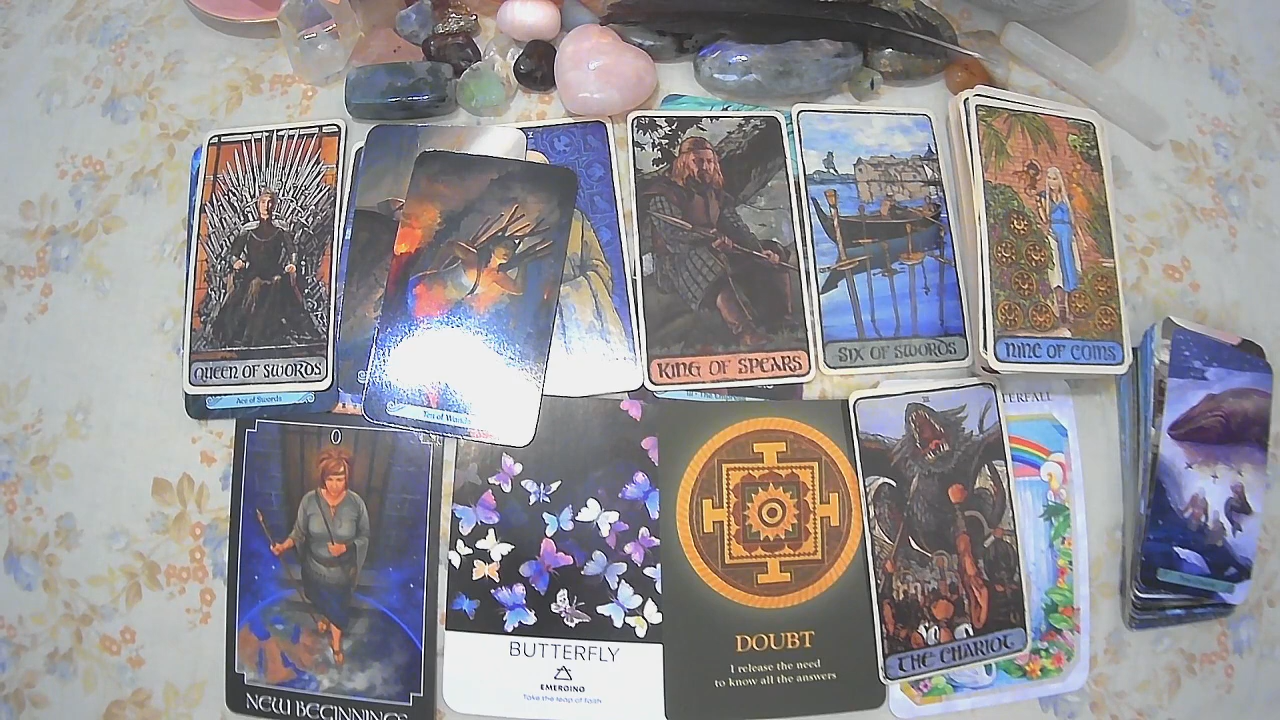 QUEEN OF SWORDS
Ace of Swords
Ten of Wands
KING OF SPEARS
SIX OF SWORDS
NINE OF COINS
0
NEW BEGINNINGS
BUTTERFLY
EMERGING
Take the leap of faith
DOUBT
I release the need
to know all the answers
THE CHARIOT